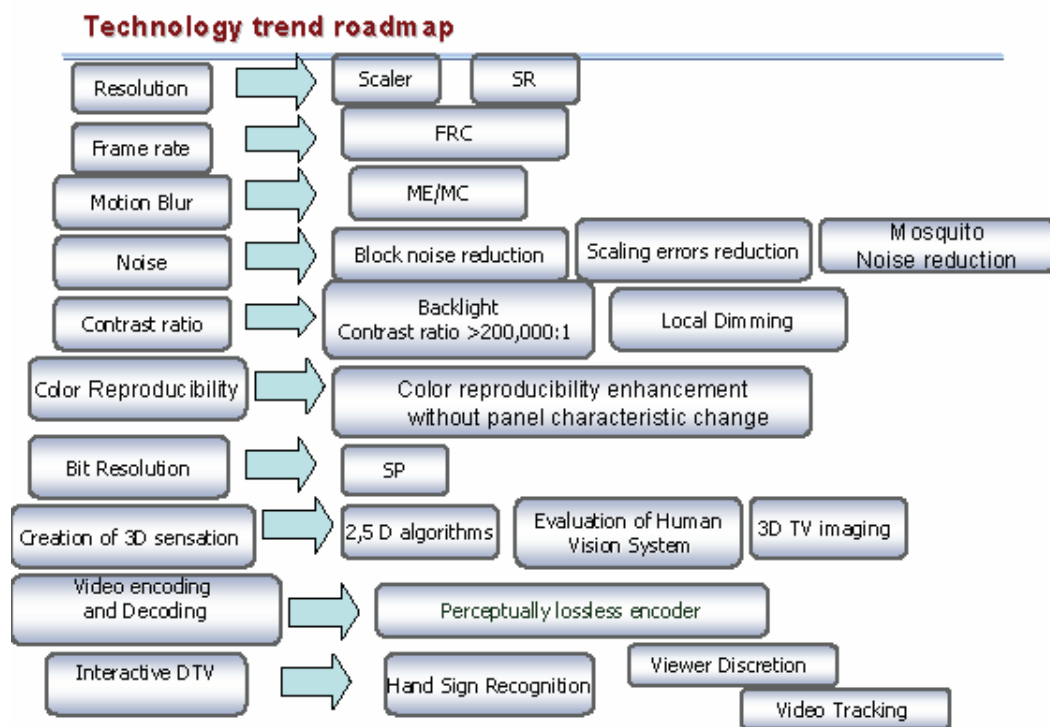 Technology trend roadmap
Resolution
Scaler
SR
Frame rate
FRC
Motion Blur
ME/MC
Noise
Block noise reduction
Scaling errors reduction
Mosquito
Noise reduction
Contrast ratio
Backlight
Contrast ratio >200,000:1
Local Dimming
Color Reproducibility
Color reproducibility enhancement
without panel characteristic change
Bit Resolution
SP
Creation of 3D sensation
2,5 D algorithms
Evaluation of Human
Vision System
3D TV imaging
Video encoding
and Decoding
Perceptually lossless encoder
Interactive DTV
Hand Sign Recognition
Viewer Discretion
Video Tracking